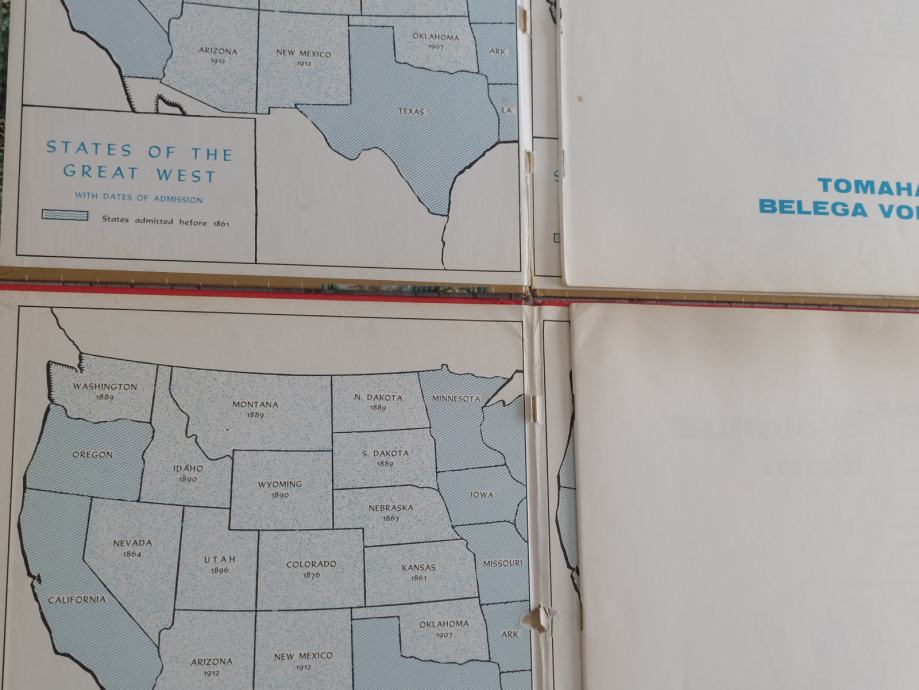 ARIZONA
1912
NEW MEXICO
1912
OKLAHOMA
1907
ARK
TEXAS
LA
STATES OF THE
GREAT WEST
WITH DATES OF ADMISSION
States admitted before 1861
TOMAHA
BELEGA VO
WASHINGTON
1889
MONTANA
1889
N. DAKOTA
1889
MINNESOTA
OREGON
IDAHO
1890
WYOMING
1890
S. DAKOTA
1889
NEBRASKA
1867
IOWA
NEVADA
1864
UTAH
1896
COLORADO
1876
KANSAS
1861
MISSOURI
CALIFORNIA
OKLAHOMA
1907
ARK
ARIZONA
1912
NEW MEXICO
1912